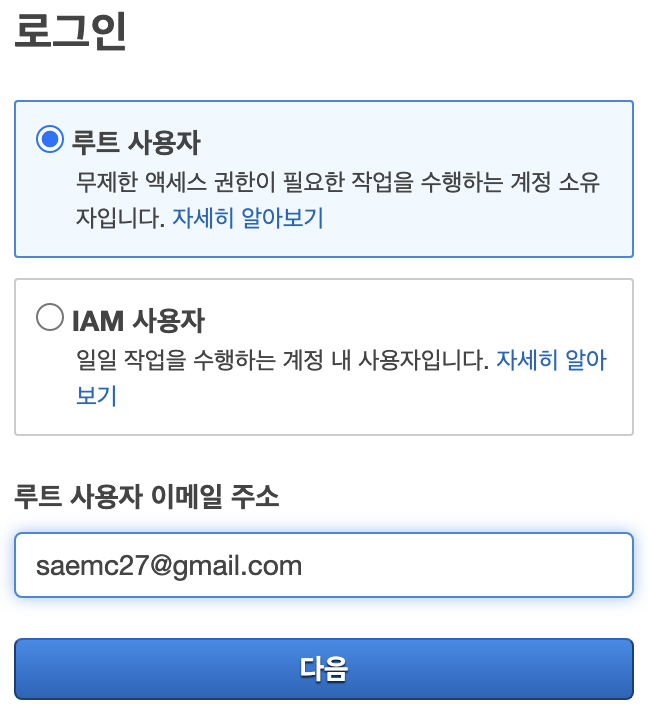 로그인
루트 사용자
무제한 액세스 권한이 필요한 작업을 수행하는 계정 소유
자입니다. 자세히 알아보기
IAM 사용자
일일 작업을 수행하는 계정 내 사용자입니다. 자세히 알아
보기
루트 사용자 이메일 주소
saemc27@gmail.com
다음